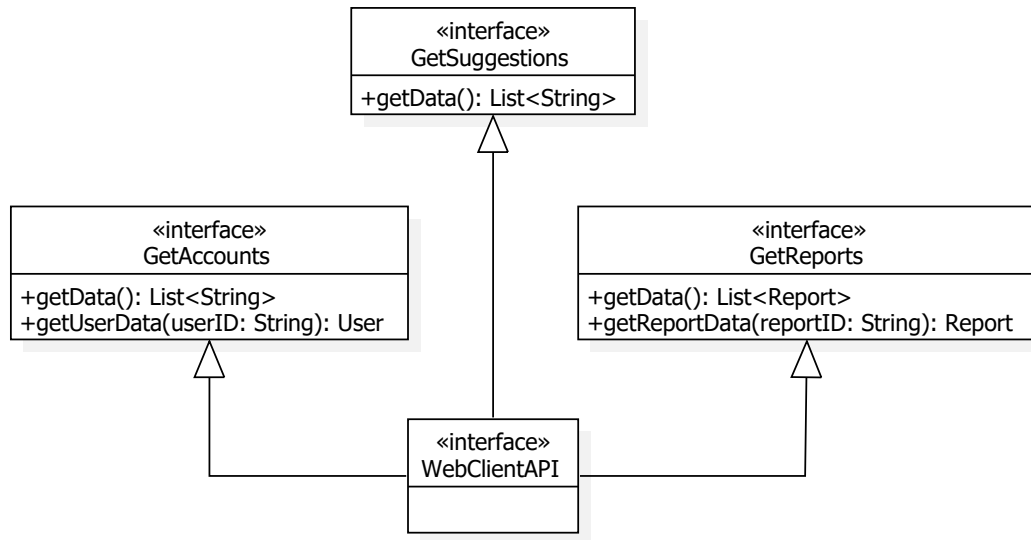 «interface»
GetSuggestions
+getData(): List<String>
«interface»
GetAccounts
+getData(): List<String>
+getUserData(userID: String): User
«interface»
GetReports
+getData(): List<Report>
+getReportData(reportID: String): Report
«interface»
WebClientAPI